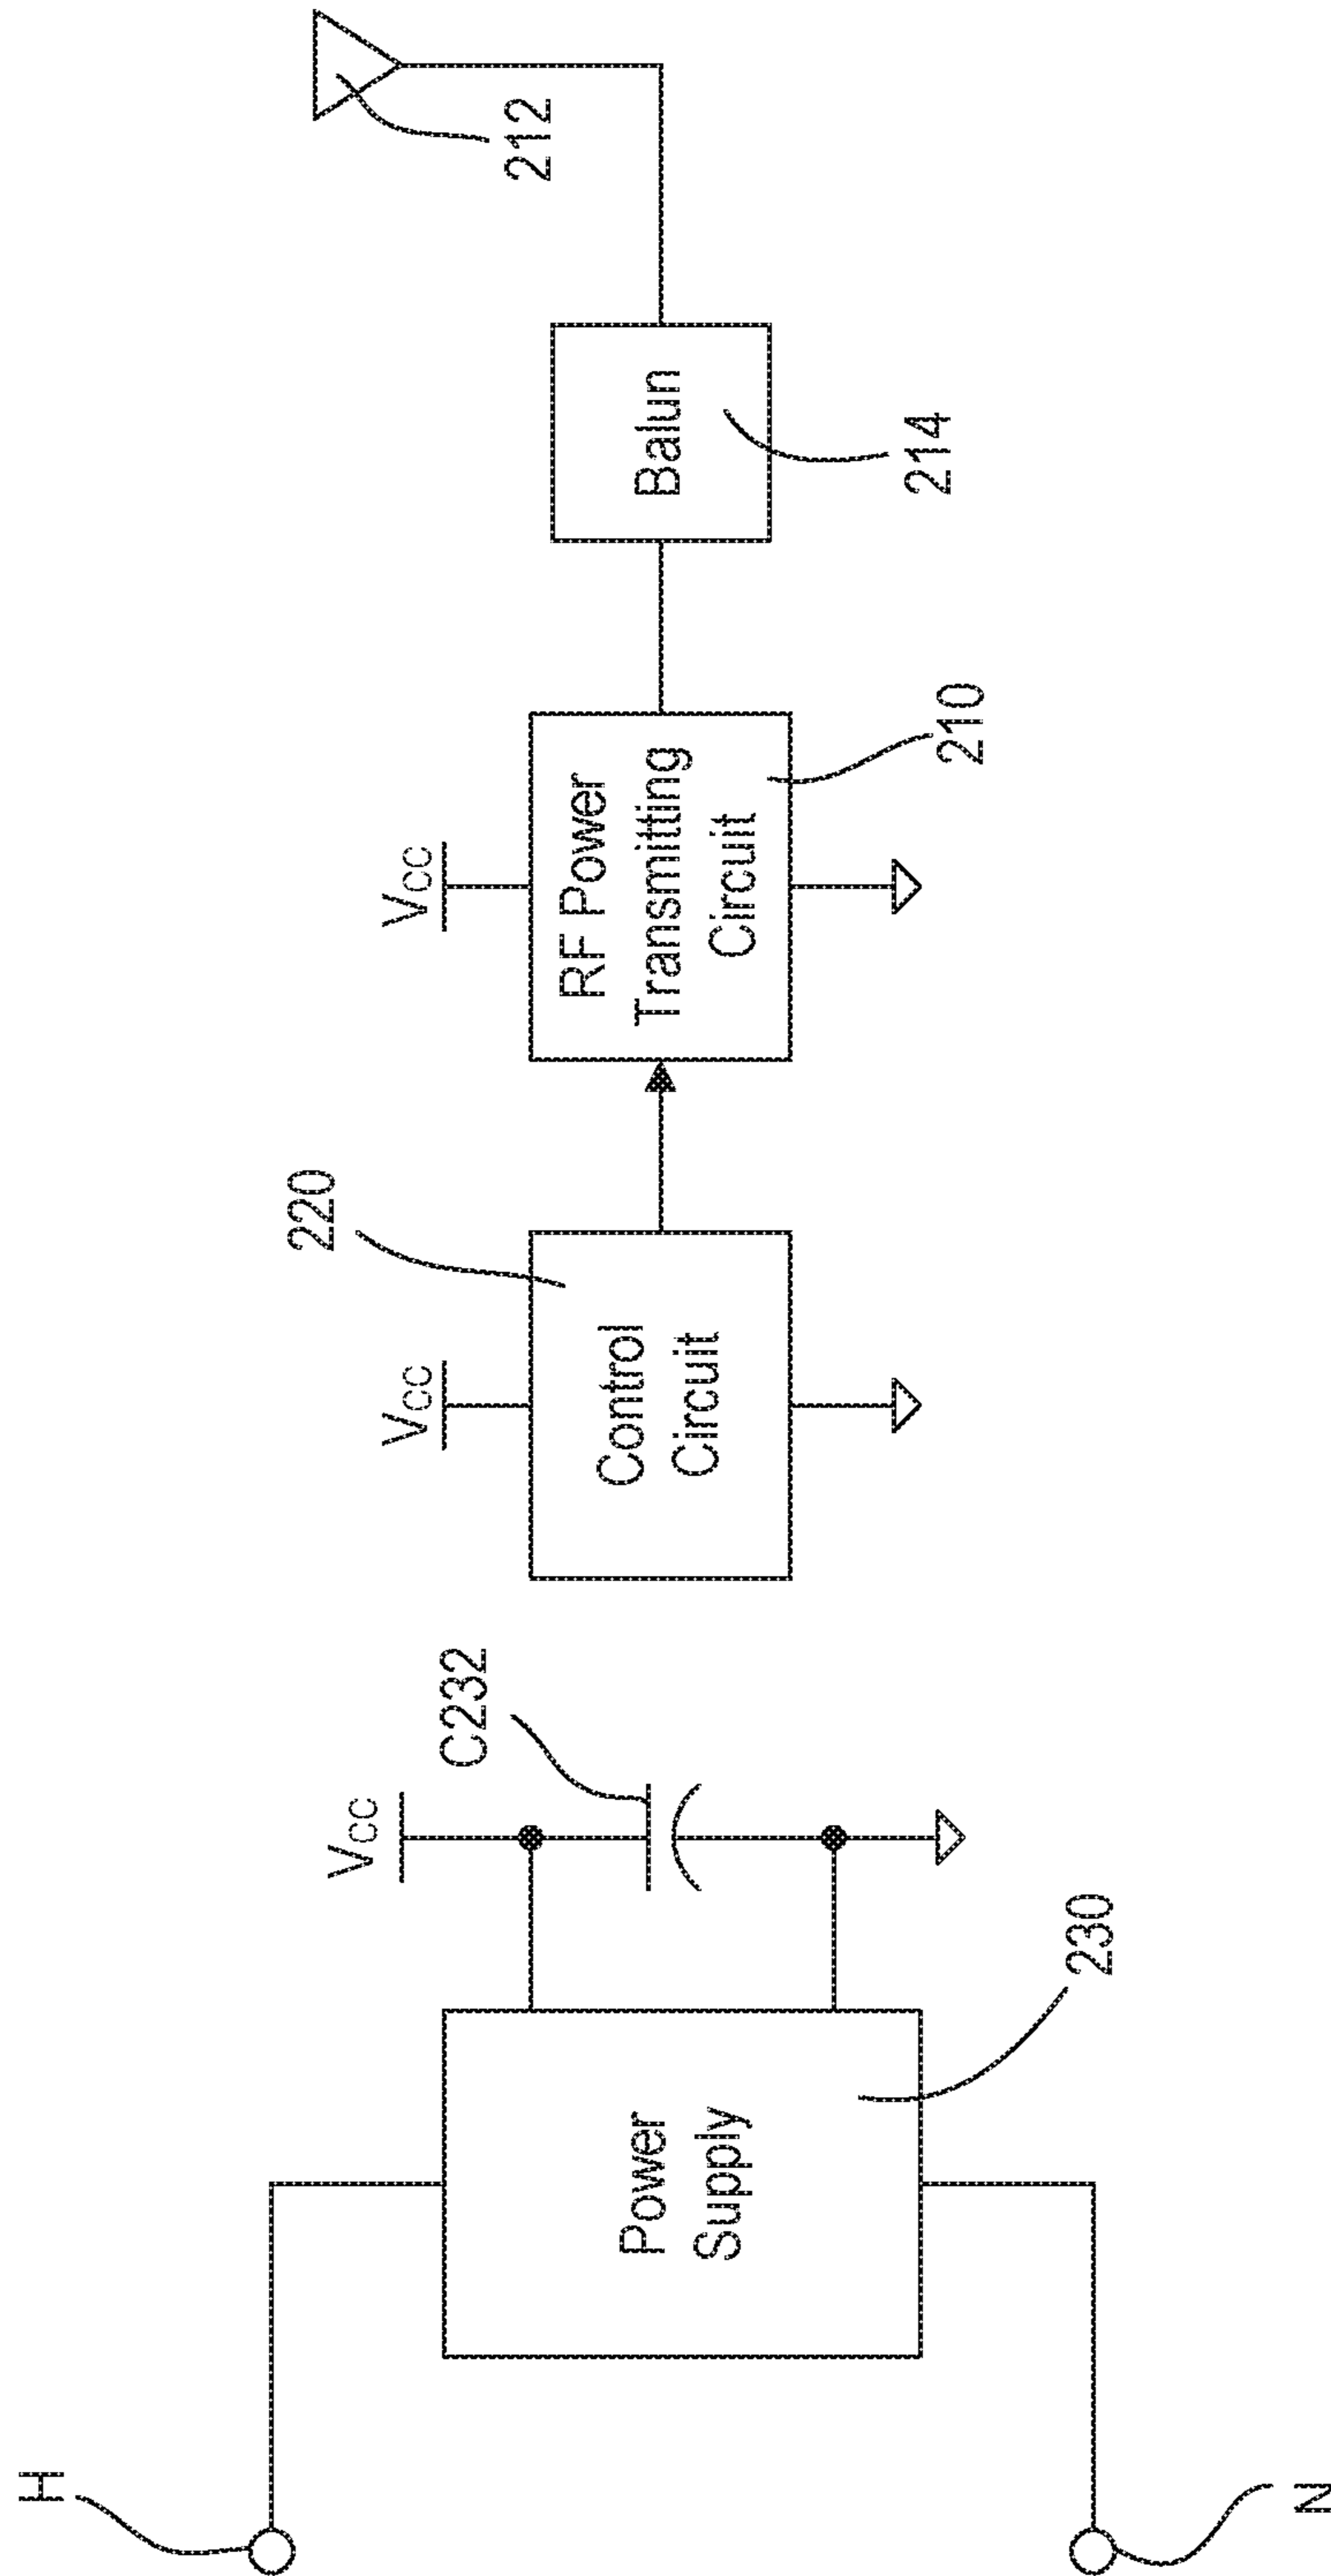 H
N
Power
Supply
230
VCC
C232
VCC
220
Control
Circuit
VCC
RF Power
Transmitting
Circuit
210
Balun
214
212